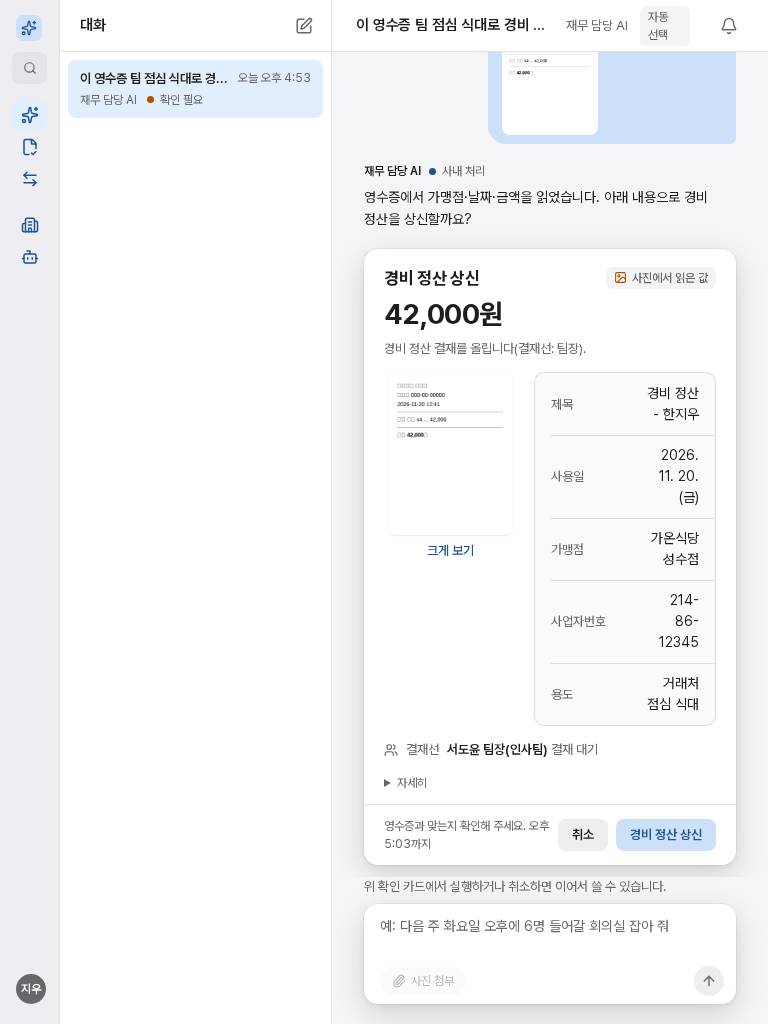 대화
이 영수증 팀 점심 식대로 경... 오늘 오후 4:53
재무 담당 AI 확인 필요
지우
이 영수증 팀 점심 식대로 경비 ... 재무 담당 AI 자동 선택
재무 담당 AI 사내 처리
영수증에서 가맹점·날짜·금액을 읽었습니다. 아래 내용으로 경비
정산을 상신할까요?
경비 정산 상신 사진에서 읽은 값
42,000원
경비 정산 결재를 올립니다(결재선: 팀장).
000-00-00000
2026-11-20 12:41
x4 ... 42,000
42,000
크게 보기
제목 경비 정산
- 한지우
사용일 2026.
11. 20.
(금)
가맹점 가온식당
성수점
사업자번호 214-
86-
12345
용도 거래처
점심 식대
결재선 서도윤 팀장(인사팀) 결재 대기
자세히
영수증과 맞는지 확인해 주세요. 오후
5:03까지
취소 경비 정산 상신
위 확인 카드에서 실행하거나 취소하면 이어서 쓸 수 있습니다.
예: 다음 주 화요일 오후에 6명 들어갈 회의실 잡아 줘
사진 첨부